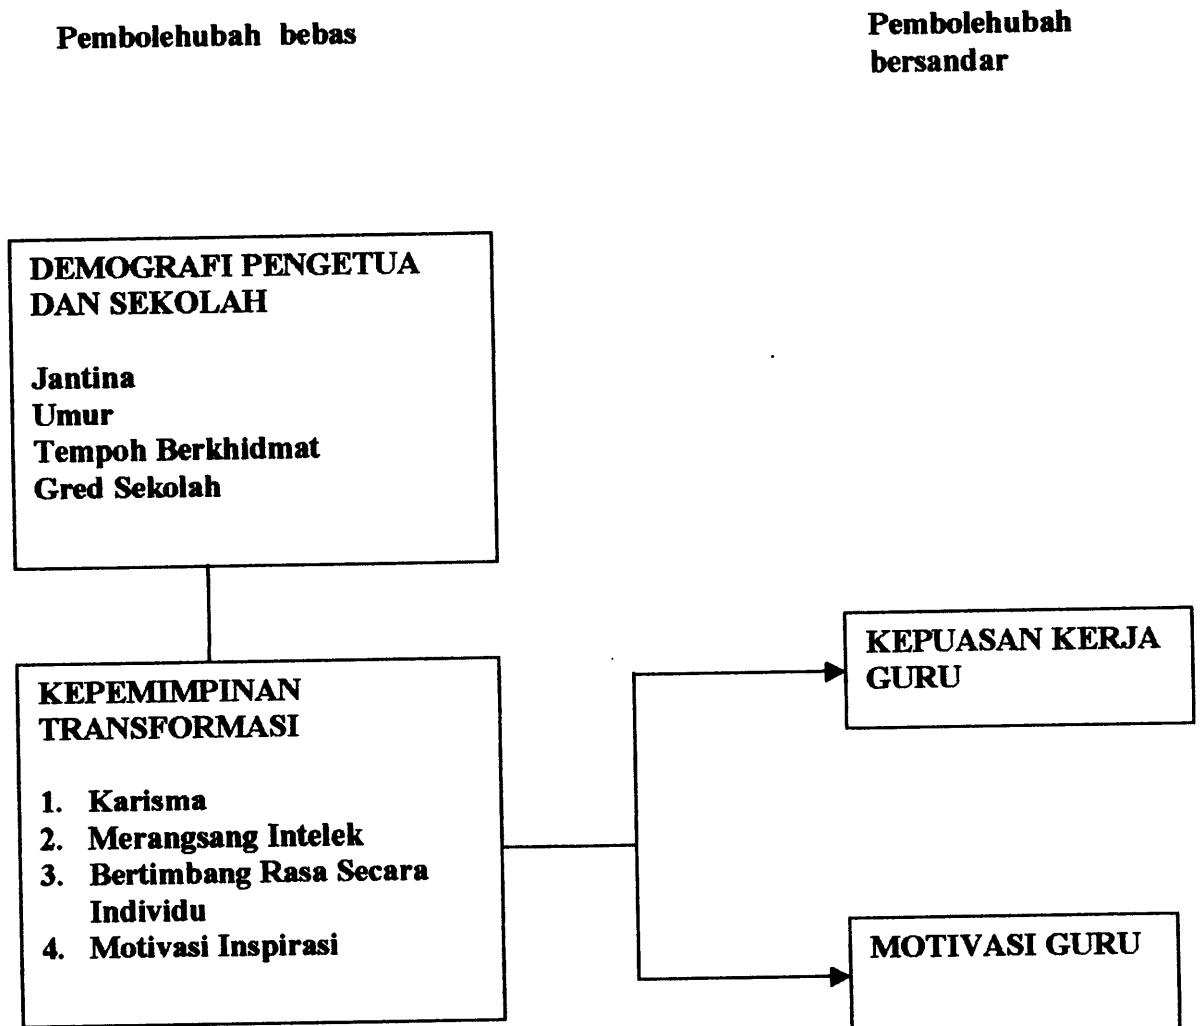 Pembolehubah bebas
Pembolehubah
bersandar
DEMOGRAFI PENGETUA
DAN SEKOLAH
Jantina
Umur
Tempoh Berkhidmat
Gred Sekolah
KEPEMIMPINAN
TRANSFORMASI
1. Karisma
2. Merangsang Intelek
3. Bertimbang Rasa Secara
Individu
4. Motivasi Inspirasi
KEPUASAN KERJA
GURU
MOTIVASI GURU